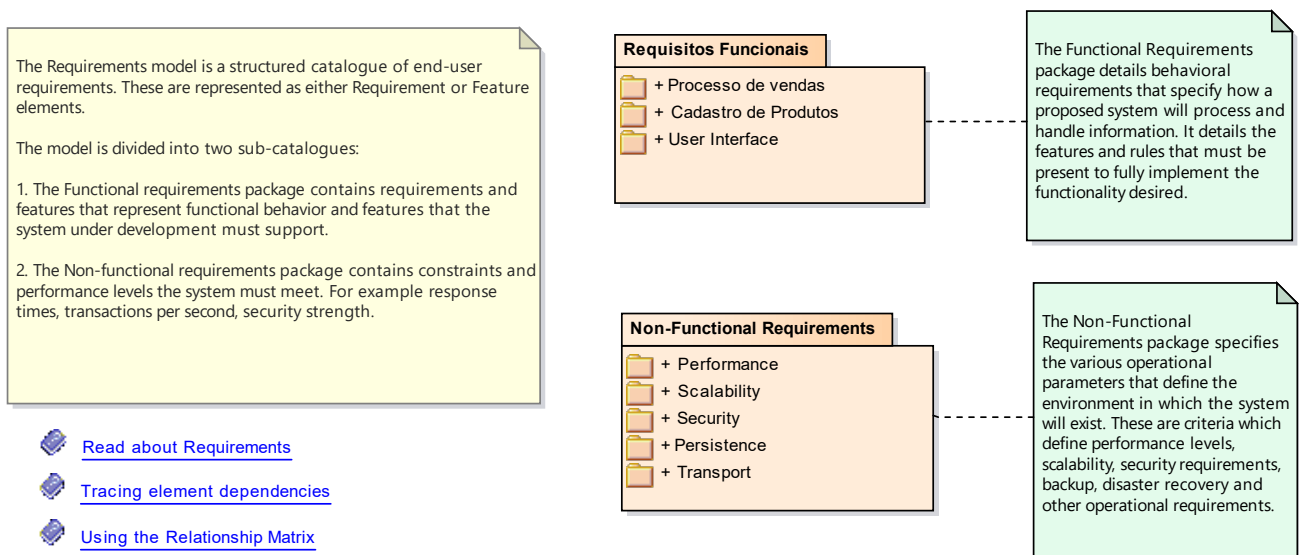 The Requirements model is a structured catalogue of end-user
requirements. These are represented as either Requirement or Feature
elements.
The model is divided into two sub-catalogues:
1. The Functional requirements package contains requirements and
features that represent functional behavior and features that the
system under development must support.
2. The Non-functional requirements package contains constraints and
performance levels the system must meet. For example response
times, transactions per second, security strength.
Read about Requirements
Tracing element dependencies
Using the Relationship Matrix
Requisitos Funcionais
+ Processo de vendas
+ Cadastro de Produtos
+ User Interface
The Functional Requirements
package details behavioral
requirements that specify how a
proposed system will process and
handle information. It details the
features and rules that must be
present to fully implement the
functionality desired.
Non-Functional Requirements
+ Performance
+ Scalability
+ Security
+ Persistence
+ Transport
The Non-Functional
Requirements package specifies
the various operational
parameters that define the
environment in which the system
will exist. These are criteria which
define performance levels,
scalability, security requirements,
backup, disaster recovery and
other operational requirements.